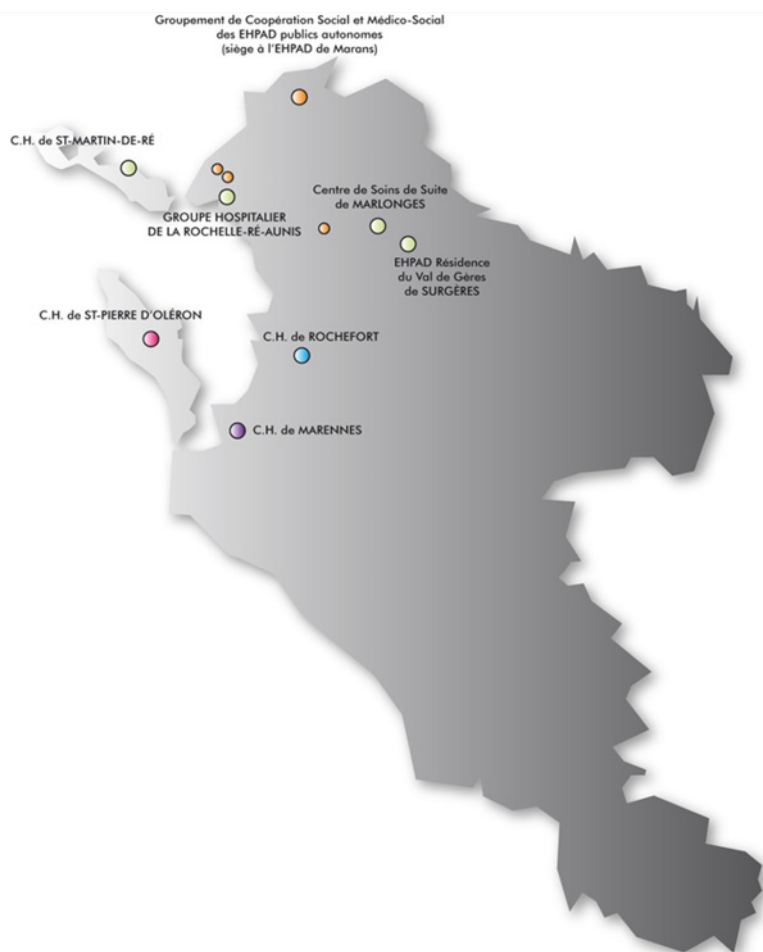 Groupement de Coopération Social et Médico-Social
des EHPAD publics autonomes
(siège à l'EHPAD de Marans)
C.H. de ST-MARTIN-DE-RÉ
Centre de Soins de Suite
de MARLONGES
GROUPE HOSPITALIER
DE LA ROCHELLE-RÉ-AUNIS
EHPAD Résidence
du Val de Gères
de SURGÈRES
C.H. de ST-PIERRE D'OLÉRON
C.H. de ROCHEFORT
C.H. de MARENNES